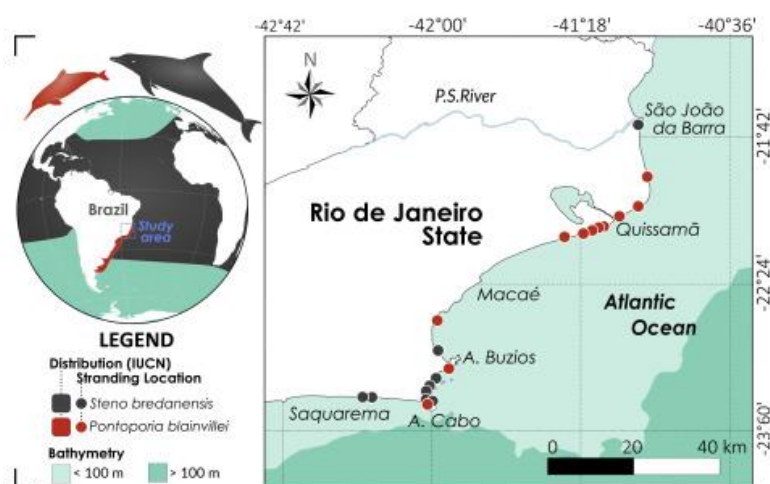 -42°42' -42°00' -41°18' -40°36'
N
P.S.River
São João
da Barra
-21°42'
Brazil
Study
area
Rio de Janeiro
State
Quissamã
-22°24'
Macaé
Atlantic
Ocean
LEGEND
Distribution (IUCN)
Stranding Location
Steno bredanensis
Pontoporia blainvillei
Bathymetry
< 100 m > 100 m
A. Buzios
Saquarema
A. Cabo
-23°60'
0 20 40 km